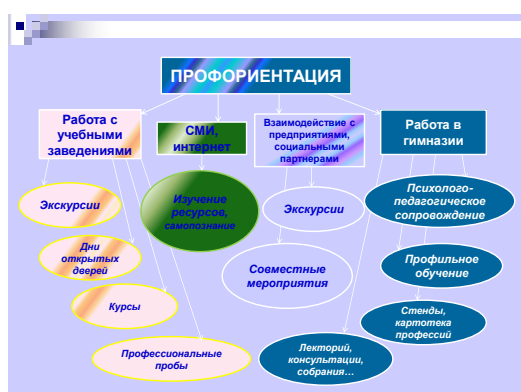 ПРОФОРИЕНТАЦИЯ
Работа с
учебными
заведениями
СМИ,
интернет
Взаимодействие с
предприятиями,
социальными
партнерами
Работа в
гимназии
Экскурсии
Дни
открытых
дверей
Курсы
Профессиональные
пробы
Изучение
ресурсов,
самопознание
Экскурсии
Совместные
мероприятия
Психолого-
педагогическое
сопровождение
Профильное
обучение
Стенды,
картотека
профессий
Лекторий,
консультации,
собрания...